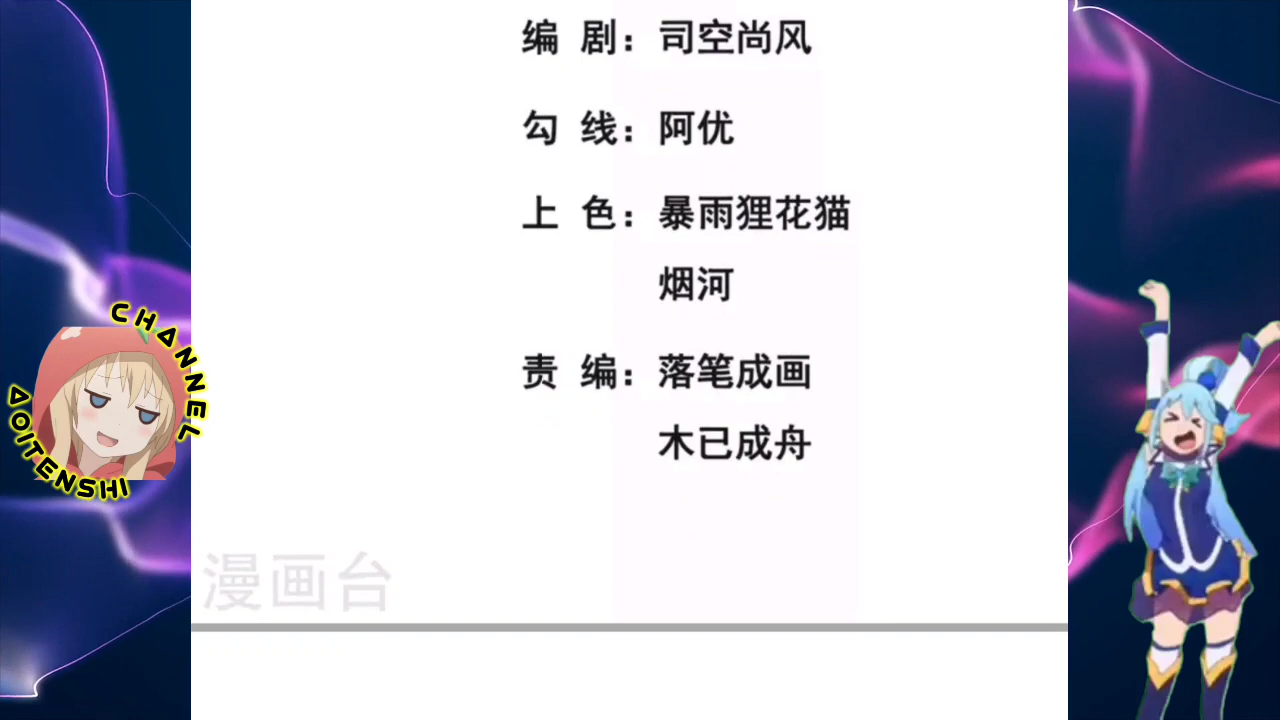 编 剧：司空尚风
勾 线：阿优
上 色：暴雨狸花猫
烟河
责 编：落笔成画
木已成舟
漫画台
CHANNEL
AOITENSHI